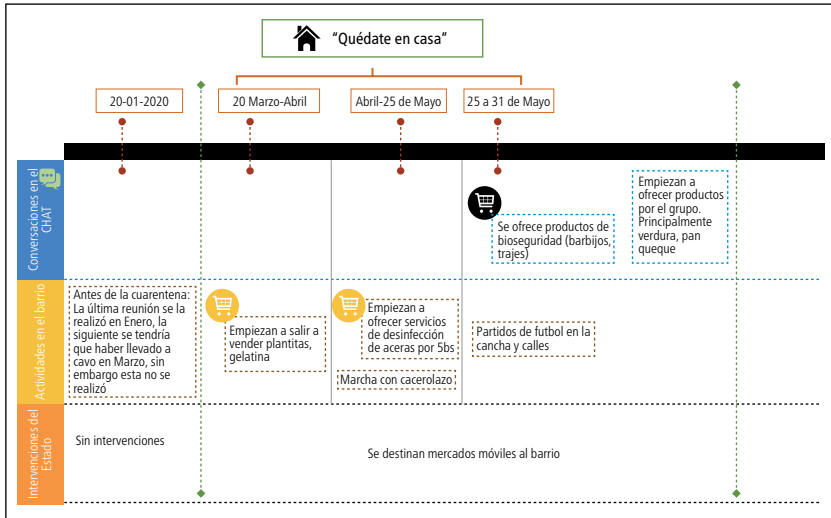 “Quédate en casa”
20-01-2020
20 Marzo-Abril
Abril-25 de Mayo
25 a 31 de Mayo
Conversaciones en el
CHAT
Se ofrece productos de
bioseguridad (barbijos,
trajes)
Empiezan a
ofrecer productos
por el grupo.
Principalmente
verdura, pan
queque
Actividades en el barrio
Antes de la cuarentena:
La última reunión se la
realizó en Enero, la
siguiente se tendría
que haber llevado a
cavo en Marzo, sin
embargo esta no se
realizó
Empiezan a salir a
vender plantitas,
gelatina
Empiezan a
ofrecer servicios
de desinfección
de aceras por 5bs
Marcha con cacerolazo
Partidos de futbol en la
cancha y calles
Intervenciones del
Estado
Sin intervenciones
Se destinan mercados móviles al barrio